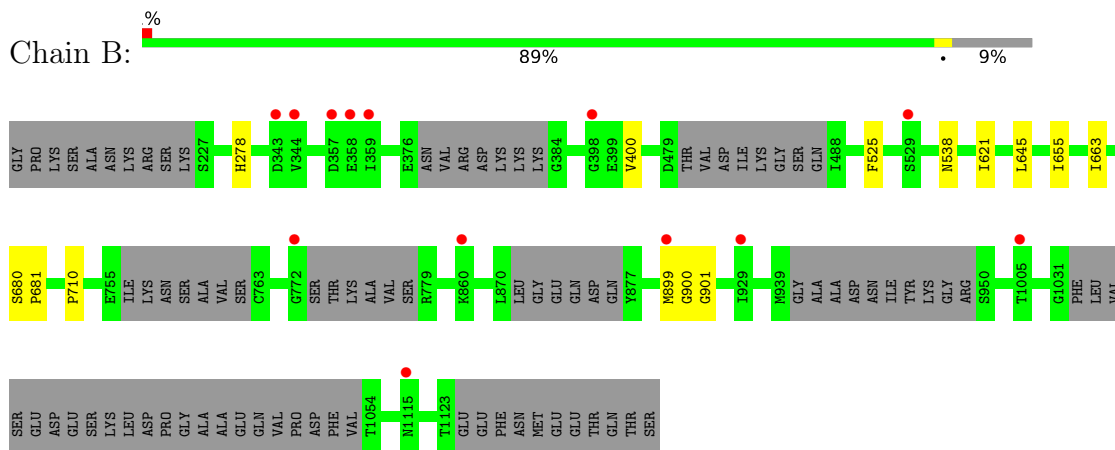 .%
Chain B:
89% • 9%
GLY PRO LYS SER ALA ASN LYS ARG SER LYS S227 H278 D343 V344 D357 E358 I359 E376 ASN VAL ARG ASP LYS LYS LYS G384 G398 E399 V400 D479 THR VAL ASP ILE LYS GLY SER GLN I488 F525 S529 N538 I621 L645 I655 I663
S680 P681 P710 E755 ILE LYS ASN SER ALA VAL SER C763 G772 SER THR LYS ALA VAL SER R779 K860 L870 LEU GLY GLU GLN ASP GLN Y877 M899 G900 G901 I929 M939 GLY ALA ALA ASP ASN ILE TYR LYS GLY ARG S950 T1005 G1031 PHE LEU VAL
SER GLU ASP GLU SER LYS LEU ASP PRO GLY ALA ALA GLU GLN VAL PRO ASP PHE VAL T1054 N1115 T1123 GLU GLU PHE ASN MET GLU GLU THR GLN THR SER